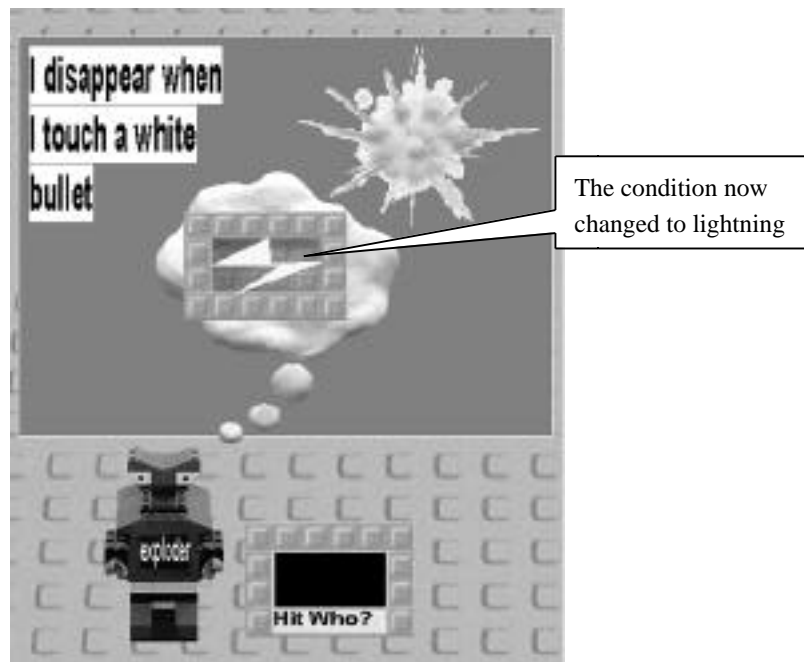 I disappear when
I touch a white
bullet
The condition now
changed to lightning
exploder
Hit Who?